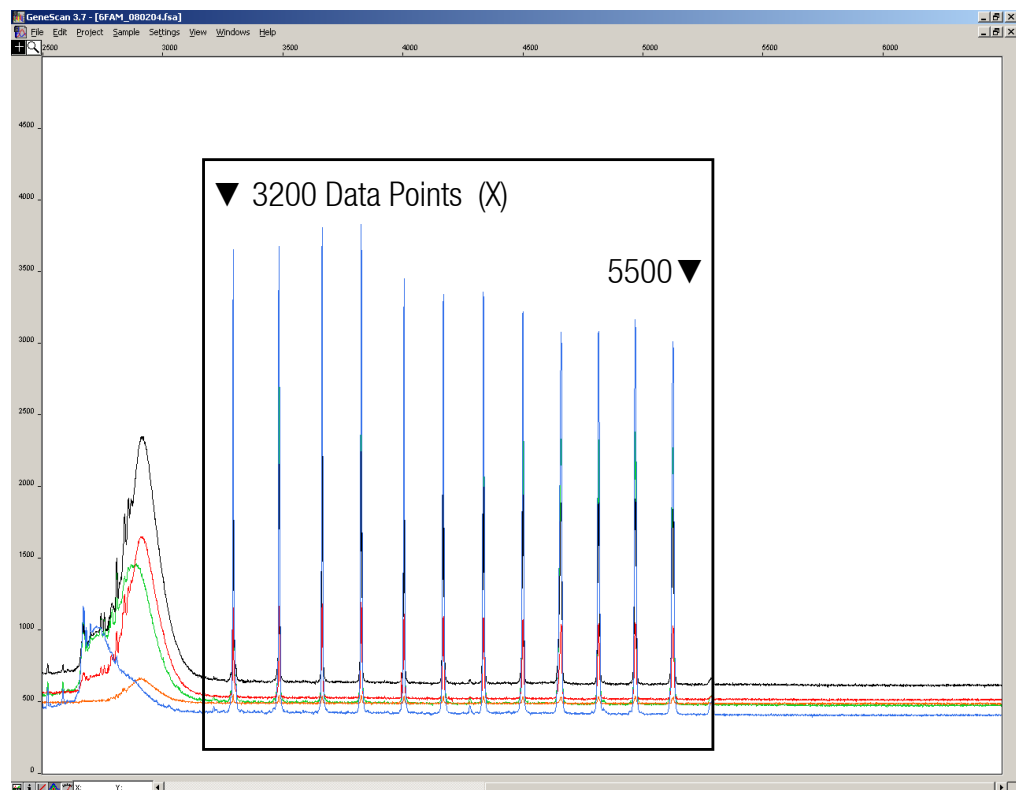 GeneScan 3.7 - [6FAM_080204.fsa]
File Edit Project Sample Settings View Windows Help
2500 3000 3500 4000 4500 5000 5500 6000
4500
4000
▼ 3200 Data Points (X)
3500
5500 ▼
3000
2500
2000
1500
1000
500
0
X: Y: